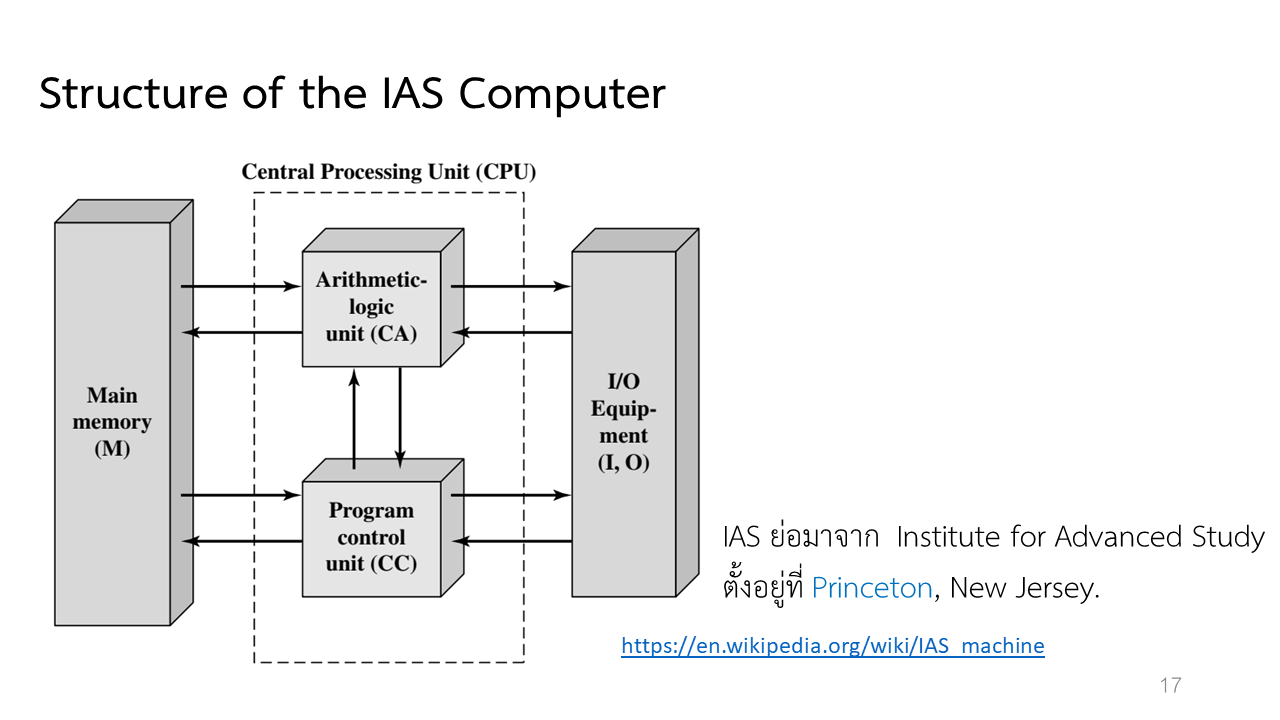 Structure of the IAS Computer
Central Processing Unit (CPU)
Arithmetic-
logic
unit (CA)
Main
memory
(M)
I/O
Equip-
ment
(I, O)
Program
control
unit (CC)
IAS ย่อมาจาก Institute for Advanced Study
ตั้งอยู่ที่ Princeton, New Jersey.
https://en.wikipedia.org/wiki/IAS_machine
17